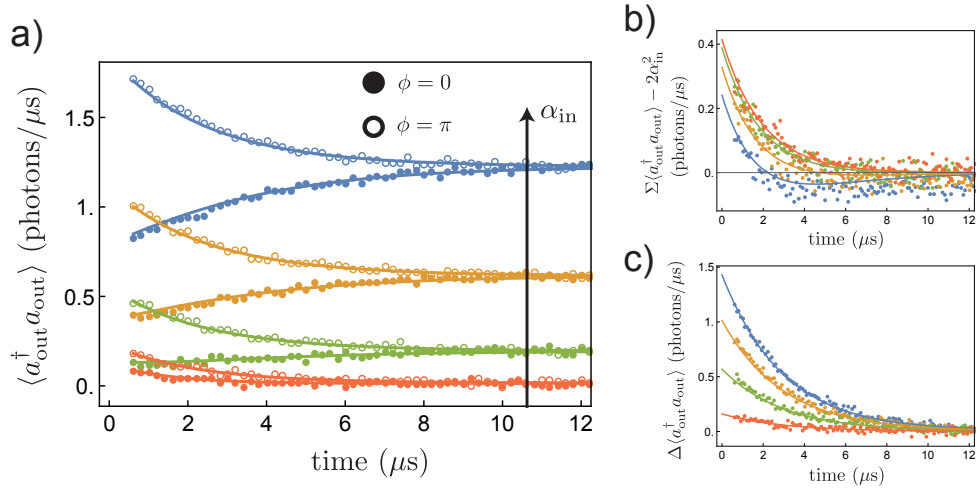 a)
⟨a†out aout⟩ (photons/μs)
1.5
1.
0.5
0.
0 2 4 6 8 10 12
time (μs)
ϕ = 0
ϕ = π
αin
b)
Σ⟨a†out aout⟩ − 2α²in
(photons/μs)
0.4
0.2
0
0 2 4 6 8 10 12
time (μs)
c)
Δ⟨a†out aout⟩ (photons/μs)
1.5
1.
0.5
0
0 2 4 6 8 10 12
time (μs)